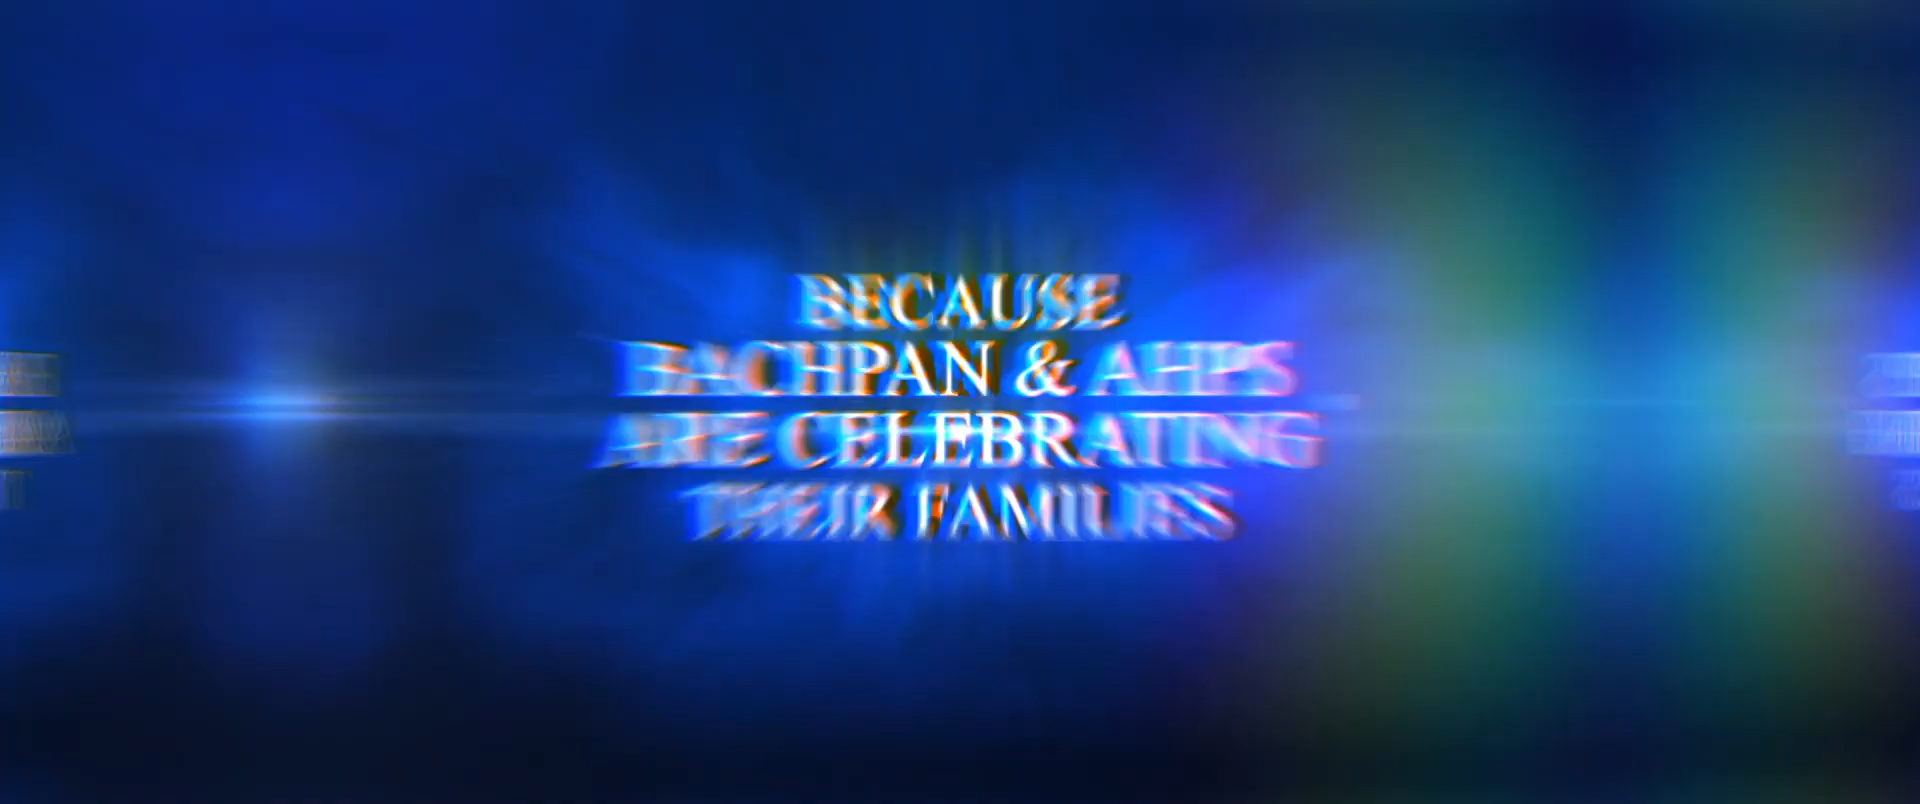 BECAUSE
BACHPAN & AHPS
ARE CELEBRATING
THEIR FAMILIES